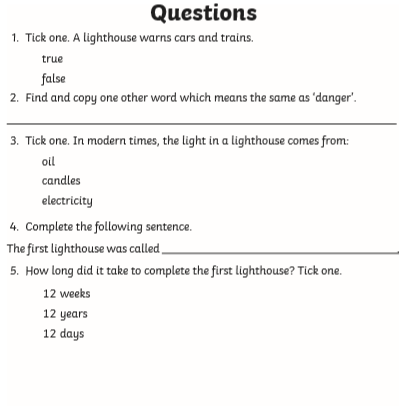 Questions
1. Tick one. A lighthouse warns cars and trains.
true
false
2. Find and copy one other word which means the same as ‘danger’.
3. Tick one. In modern times, the light in a lighthouse comes from:
oil
candles
electricity
4. Complete the following sentence.
The first lighthouse was called ____________.
5. How long did it take to complete the first lighthouse? Tick one.
12 weeks
12 years
12 days